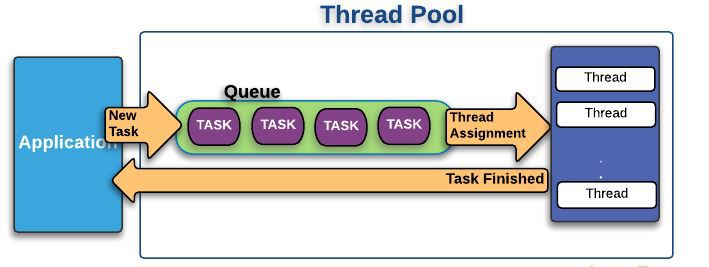 Thread Pool
Queue
Application
New
Task
TASK
TASK
TASK
TASK
Thread
Assignment
Thread
Thread
.
.
Thread
Task Finished